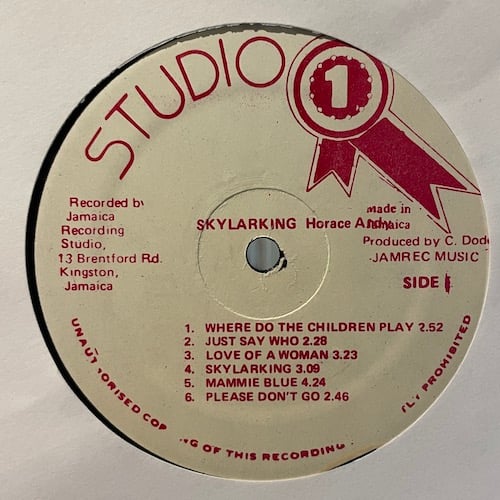 STUDIO
1
Recorded by
Jamaica
Recording
Studio,
13 Brentford Rd.
Kingston,
Jamaica
SKYLARKING Horace Andy
made in
Jamaica
Produced by C. Dodd
JAMREC MUSIC
SIDE 1
1. WHERE DO THE CHILDREN PLAY 2.52
2. JUST SAY WHO 2.28
3. LOVE OF A WOMAN 3.23
4. SKYLARKING 3.09
5. MAMMIE BLUE 4.24
6. PLEASE DON'T GO 2.46
OF THIS RECORDING
PROHIBITED